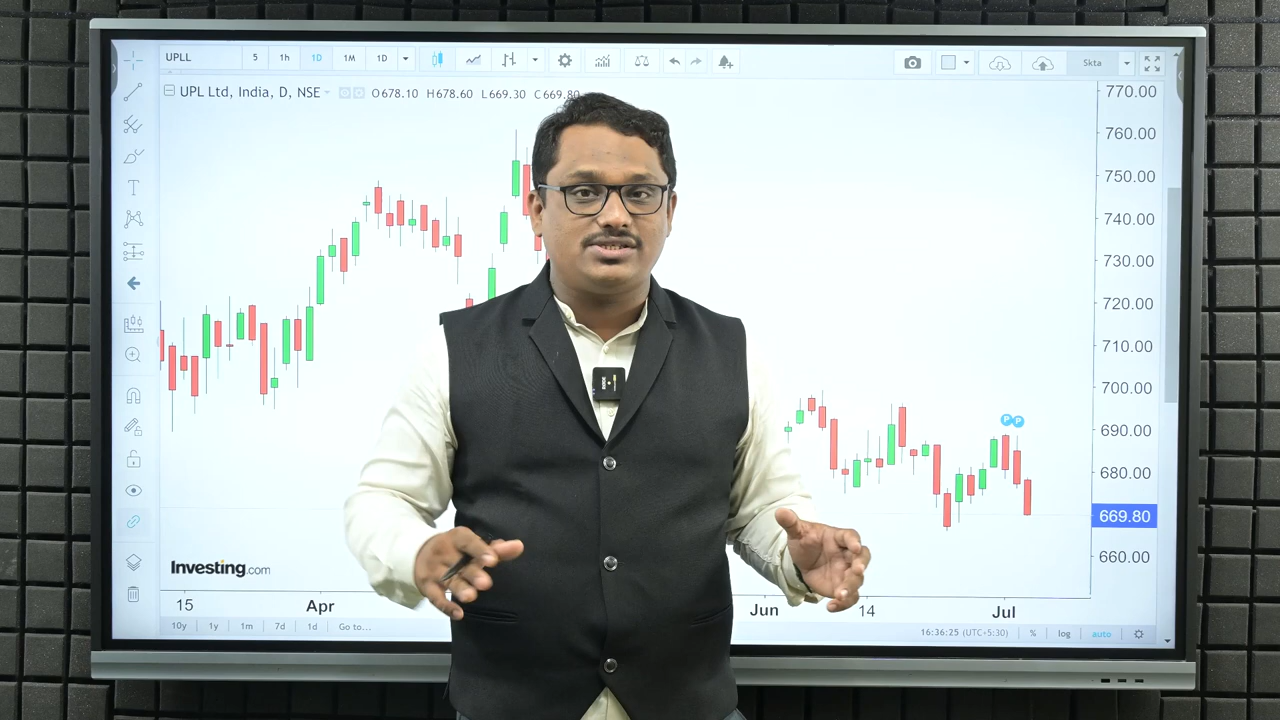 UPLL 5 1h 1D 1M 1D Skta
UPL Ltd, India, D, NSE O678.10 H678.60 L669.30 C669.80
770.00
760.00
750.00
740.00
730.00
720.00
710.00
700.00
690.00
680.00
669.80
660.00
P P
T
Investing.com
15 Apr Jun 14 Jul
10y 1y 1m 7d 1d Go to... 16:36:25 (UTC+5:30) % log auto